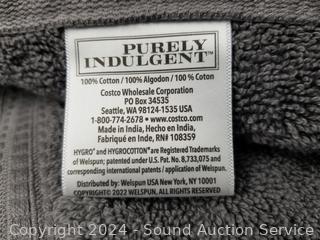 PURELY
INDULGENT™
100% Cotton / 100% Algodon / 100 % Coton
Costco Wholesale Corporation
PO Box 34535
Seattle, WA 98124-1535 USA
1-800-774-2678 • www.costco.com
Made in India, Hecho en India,
Fabriqué en Inde, RN# 108359
HYGRO® and HYGROCOTTON® are Registered Trademarks
of Welspun; patented under U.S. Pat. No. 8,733,075 and
corresponding international patents / application of Welspun.
Distributed by: Welspun USA New York, NY 10001
COPYRIGHT© 2022 WELSPUN, ALL RIGHTS RESERVED
Copyright 2024 - Sound Auction Service